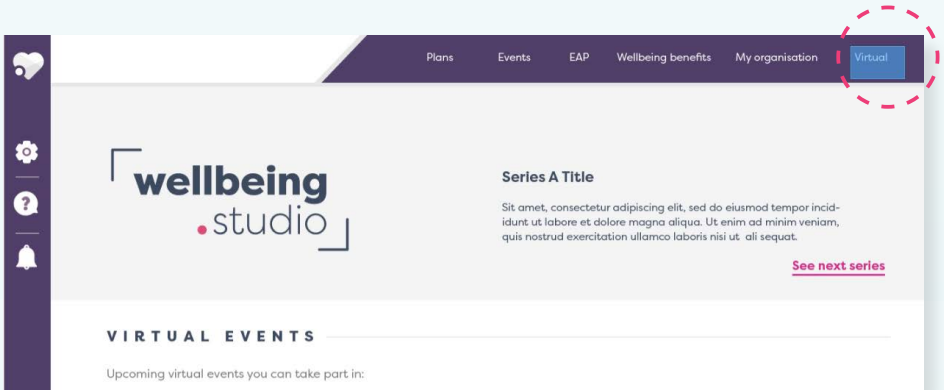 Plans Events EAP Wellbeing benefits My organisation Virtual
wellbeing
.studio
Series A Title
Sit amet, consectetur adipiscing elit, sed do eiusmod tempor incid-
idunt ut labore et dolore magna aliqua. Ut enim ad minim veniam,
quis nostrud exercitation ullamco laboris nisi ut ali sequat.
See next series
VIRTUAL EVENTS
Upcoming virtual events you can take part in: